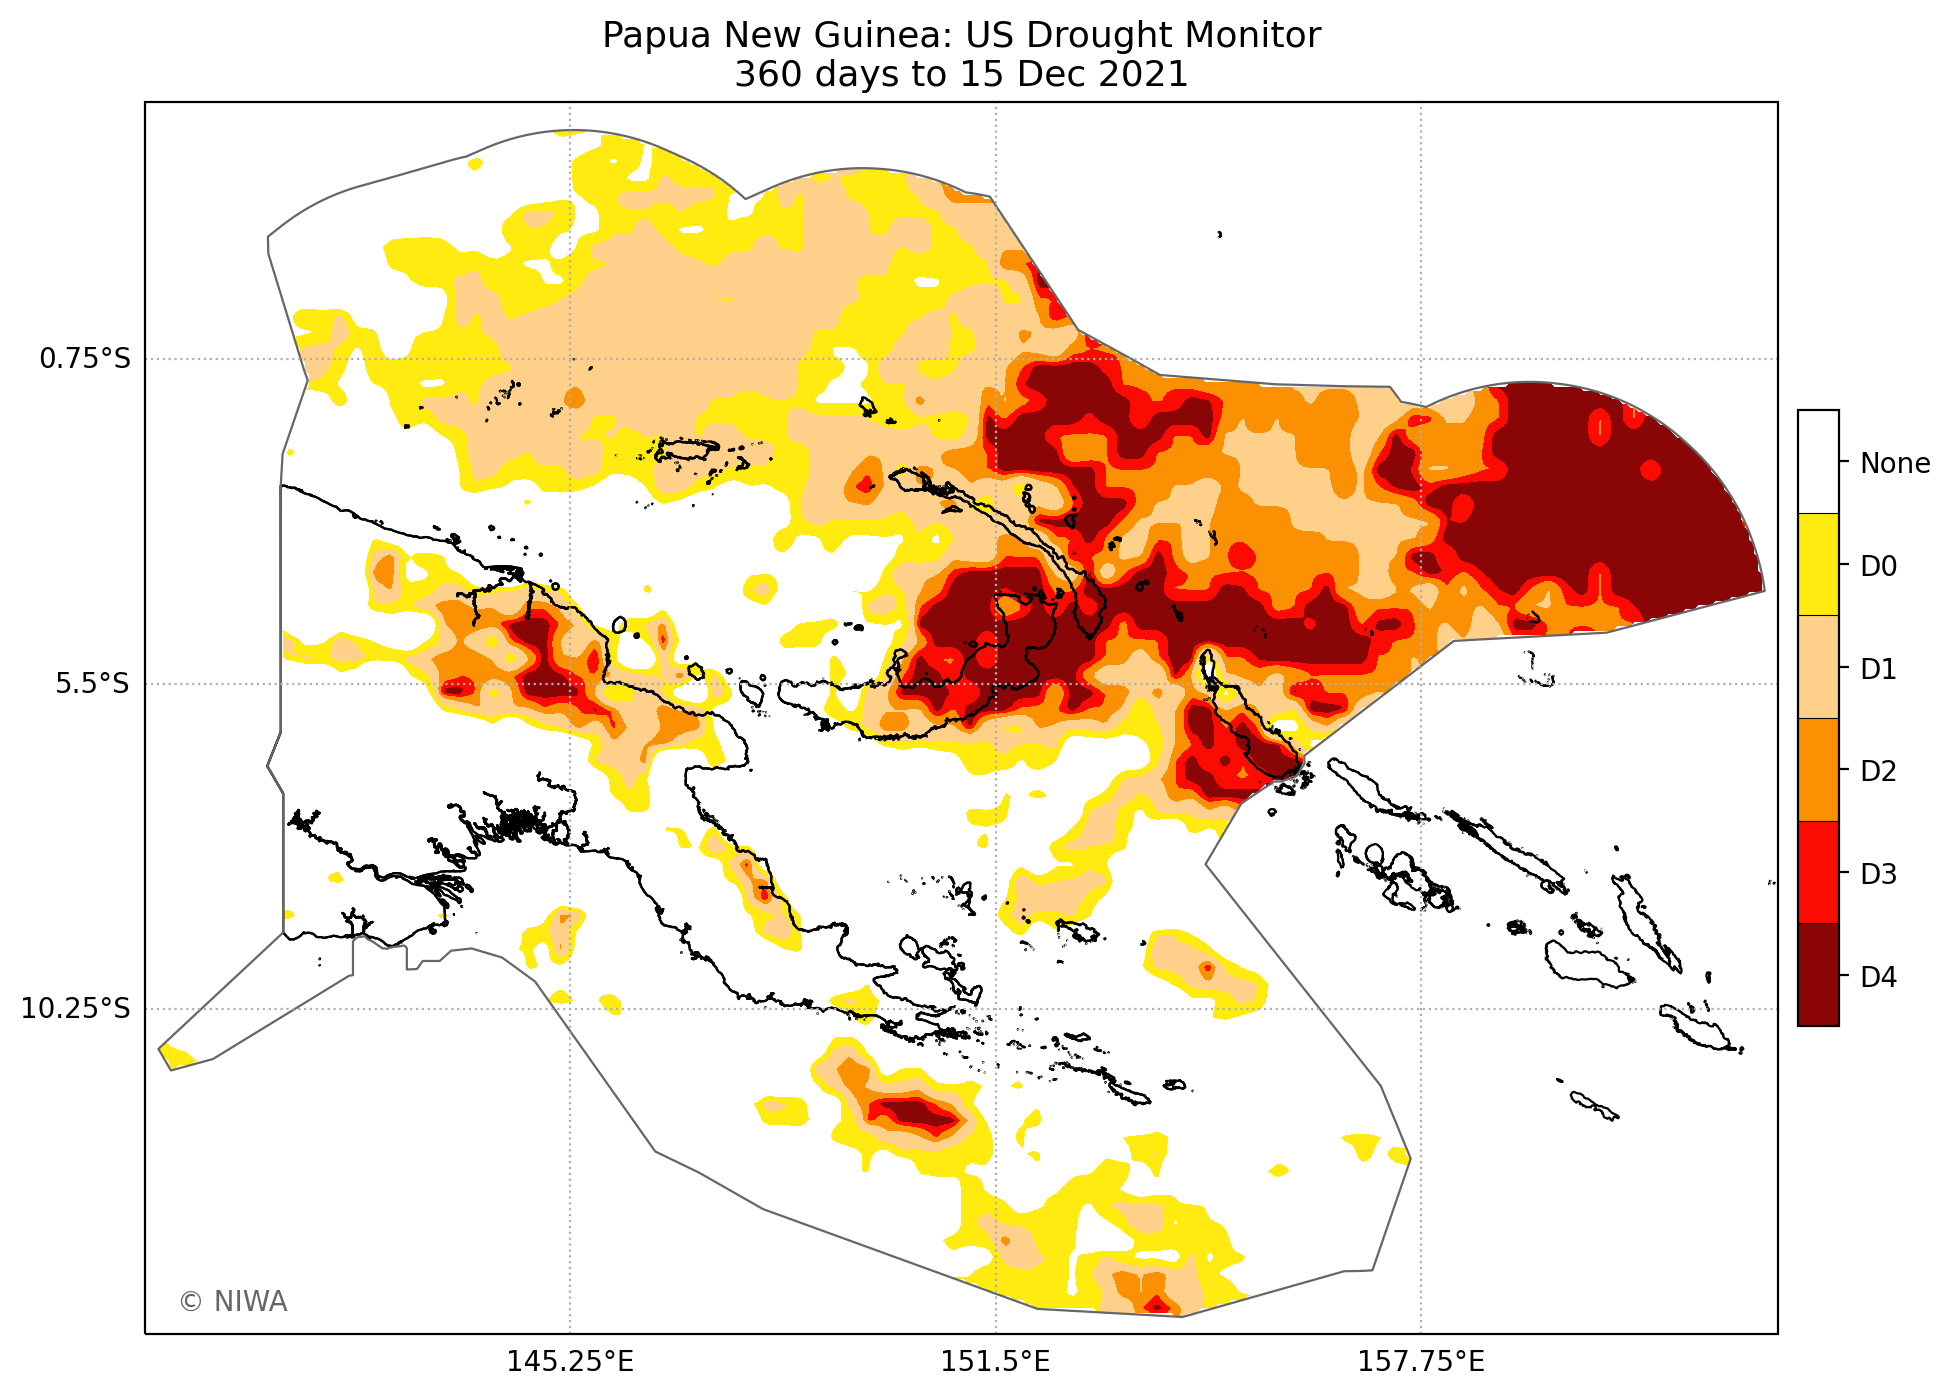 Papua New Guinea: US Drought Monitor
360 days to 15 Dec 2021
0.75°S
5.5°S
10.25°S
145.25°E
151.5°E
157.75°E
None
D0
D1
D2
D3
D4
© NIWA